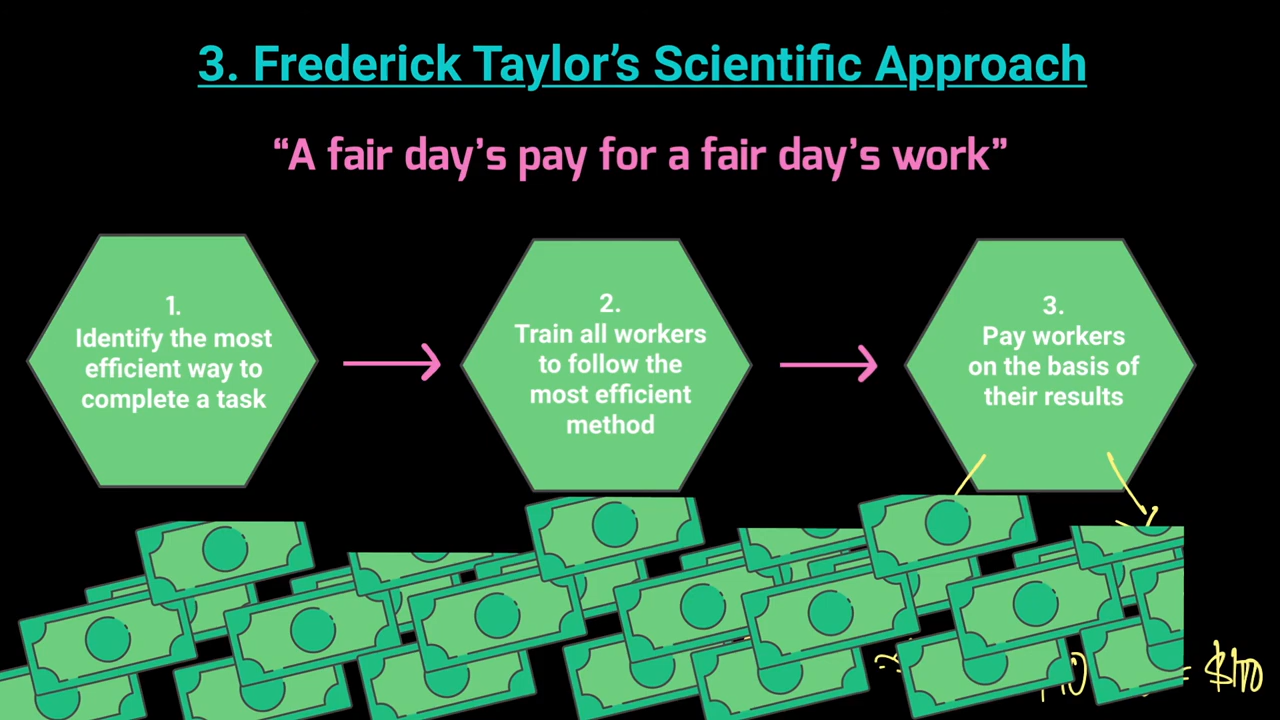 3. Frederick Taylor’s Scientific Approach
“A fair day’s pay for a fair day’s work”
1.
Identify the most
efficient way to
complete a task
2.
Train all workers
to follow the
most efficient
method
3.
Pay workers
on the basis of
their results